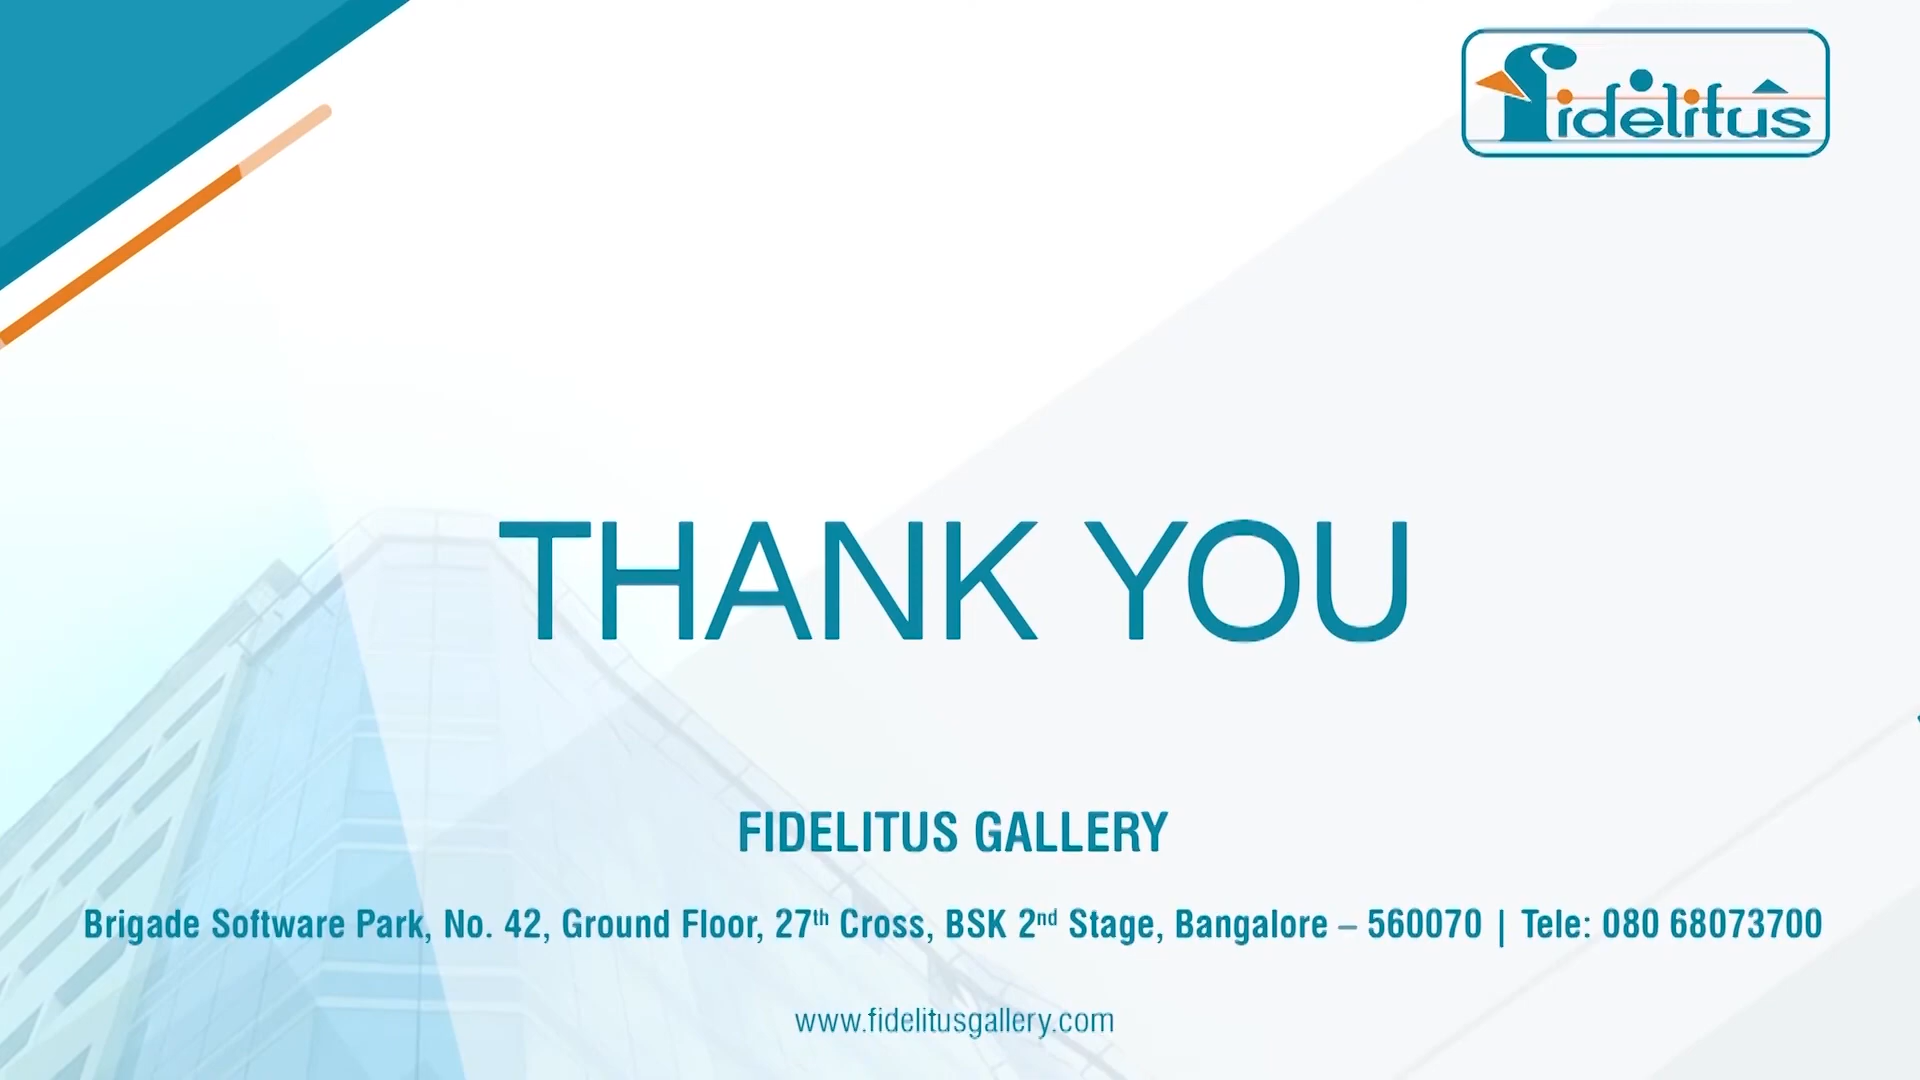 fidelitus
THANK YOU
FIDELITUS GALLERY
Brigade Software Park, No. 42, Ground Floor, 27th Cross, BSK 2nd Stage, Bangalore – 560070 | Tele: 080 68073700
www.fidelitusgallery.com